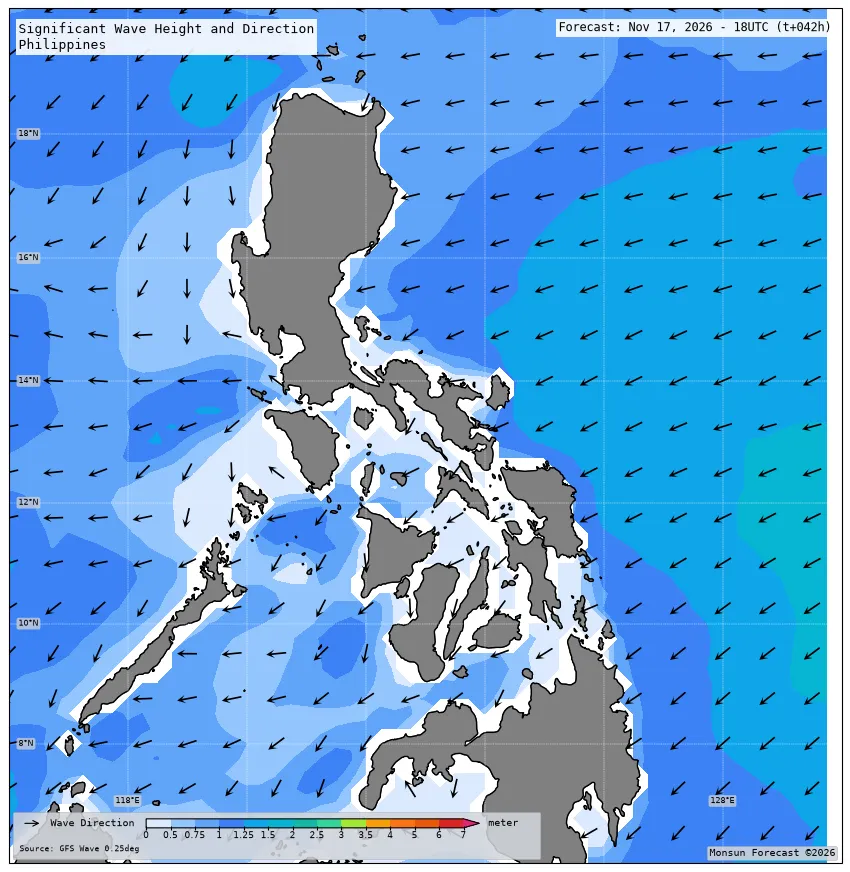 Significant Wave Height and Direction
Philippines
Forecast: Nov 17, 2026 - 18UTC (t+042h)
18°N
16°N
14°N
12°N
10°N
8°N
118°E
128°E
Wave Direction
0 0.5 0.75 1 1.25 1.5 2 2.5 3 3.5 4 5 6 7
meter
Source: GFS Wave 0.25deg
Monsun Forecast ©2026